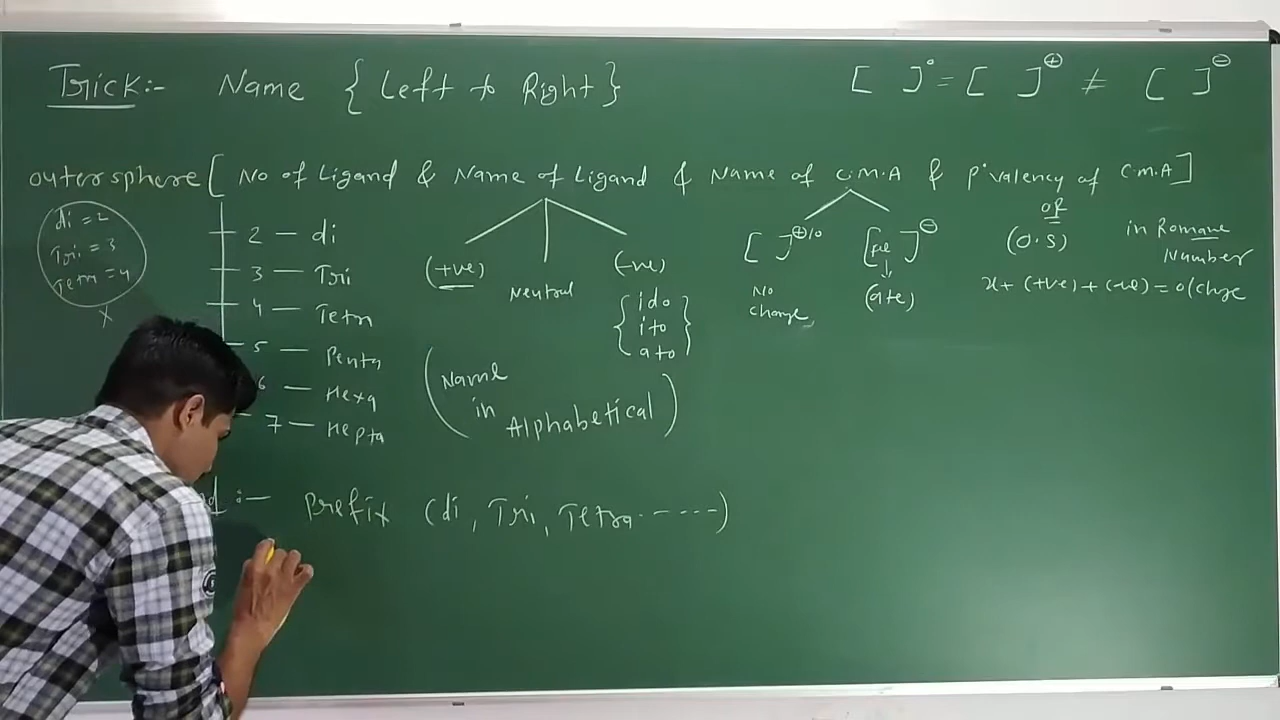 Trick:- Name { Left to Right }
[ ]° = [ ]⊕ ≠ [ ]⊖
outersphere [ No of Ligand & Name of Ligand & Name of C.M.A & p. valency of C.M.A ]
di = 2
Tri = 3
Tetra = 4
x
2 - di
3 - Tri
4 - Tetra
5 - Penta
6 - Hexa
7 - Hepta
(+ve)
Neutral
(-ve)
{ ido
ito
ato }
(Name
in
Alphabetical)
[ ]⊕/0
No
change
[ ]⊖
(ate)
OR
(O.S)
in Romane
Number
x + (+ve) + (-ve) = 0/Charge
:- Prefix (di, Tri, Tetra.----)